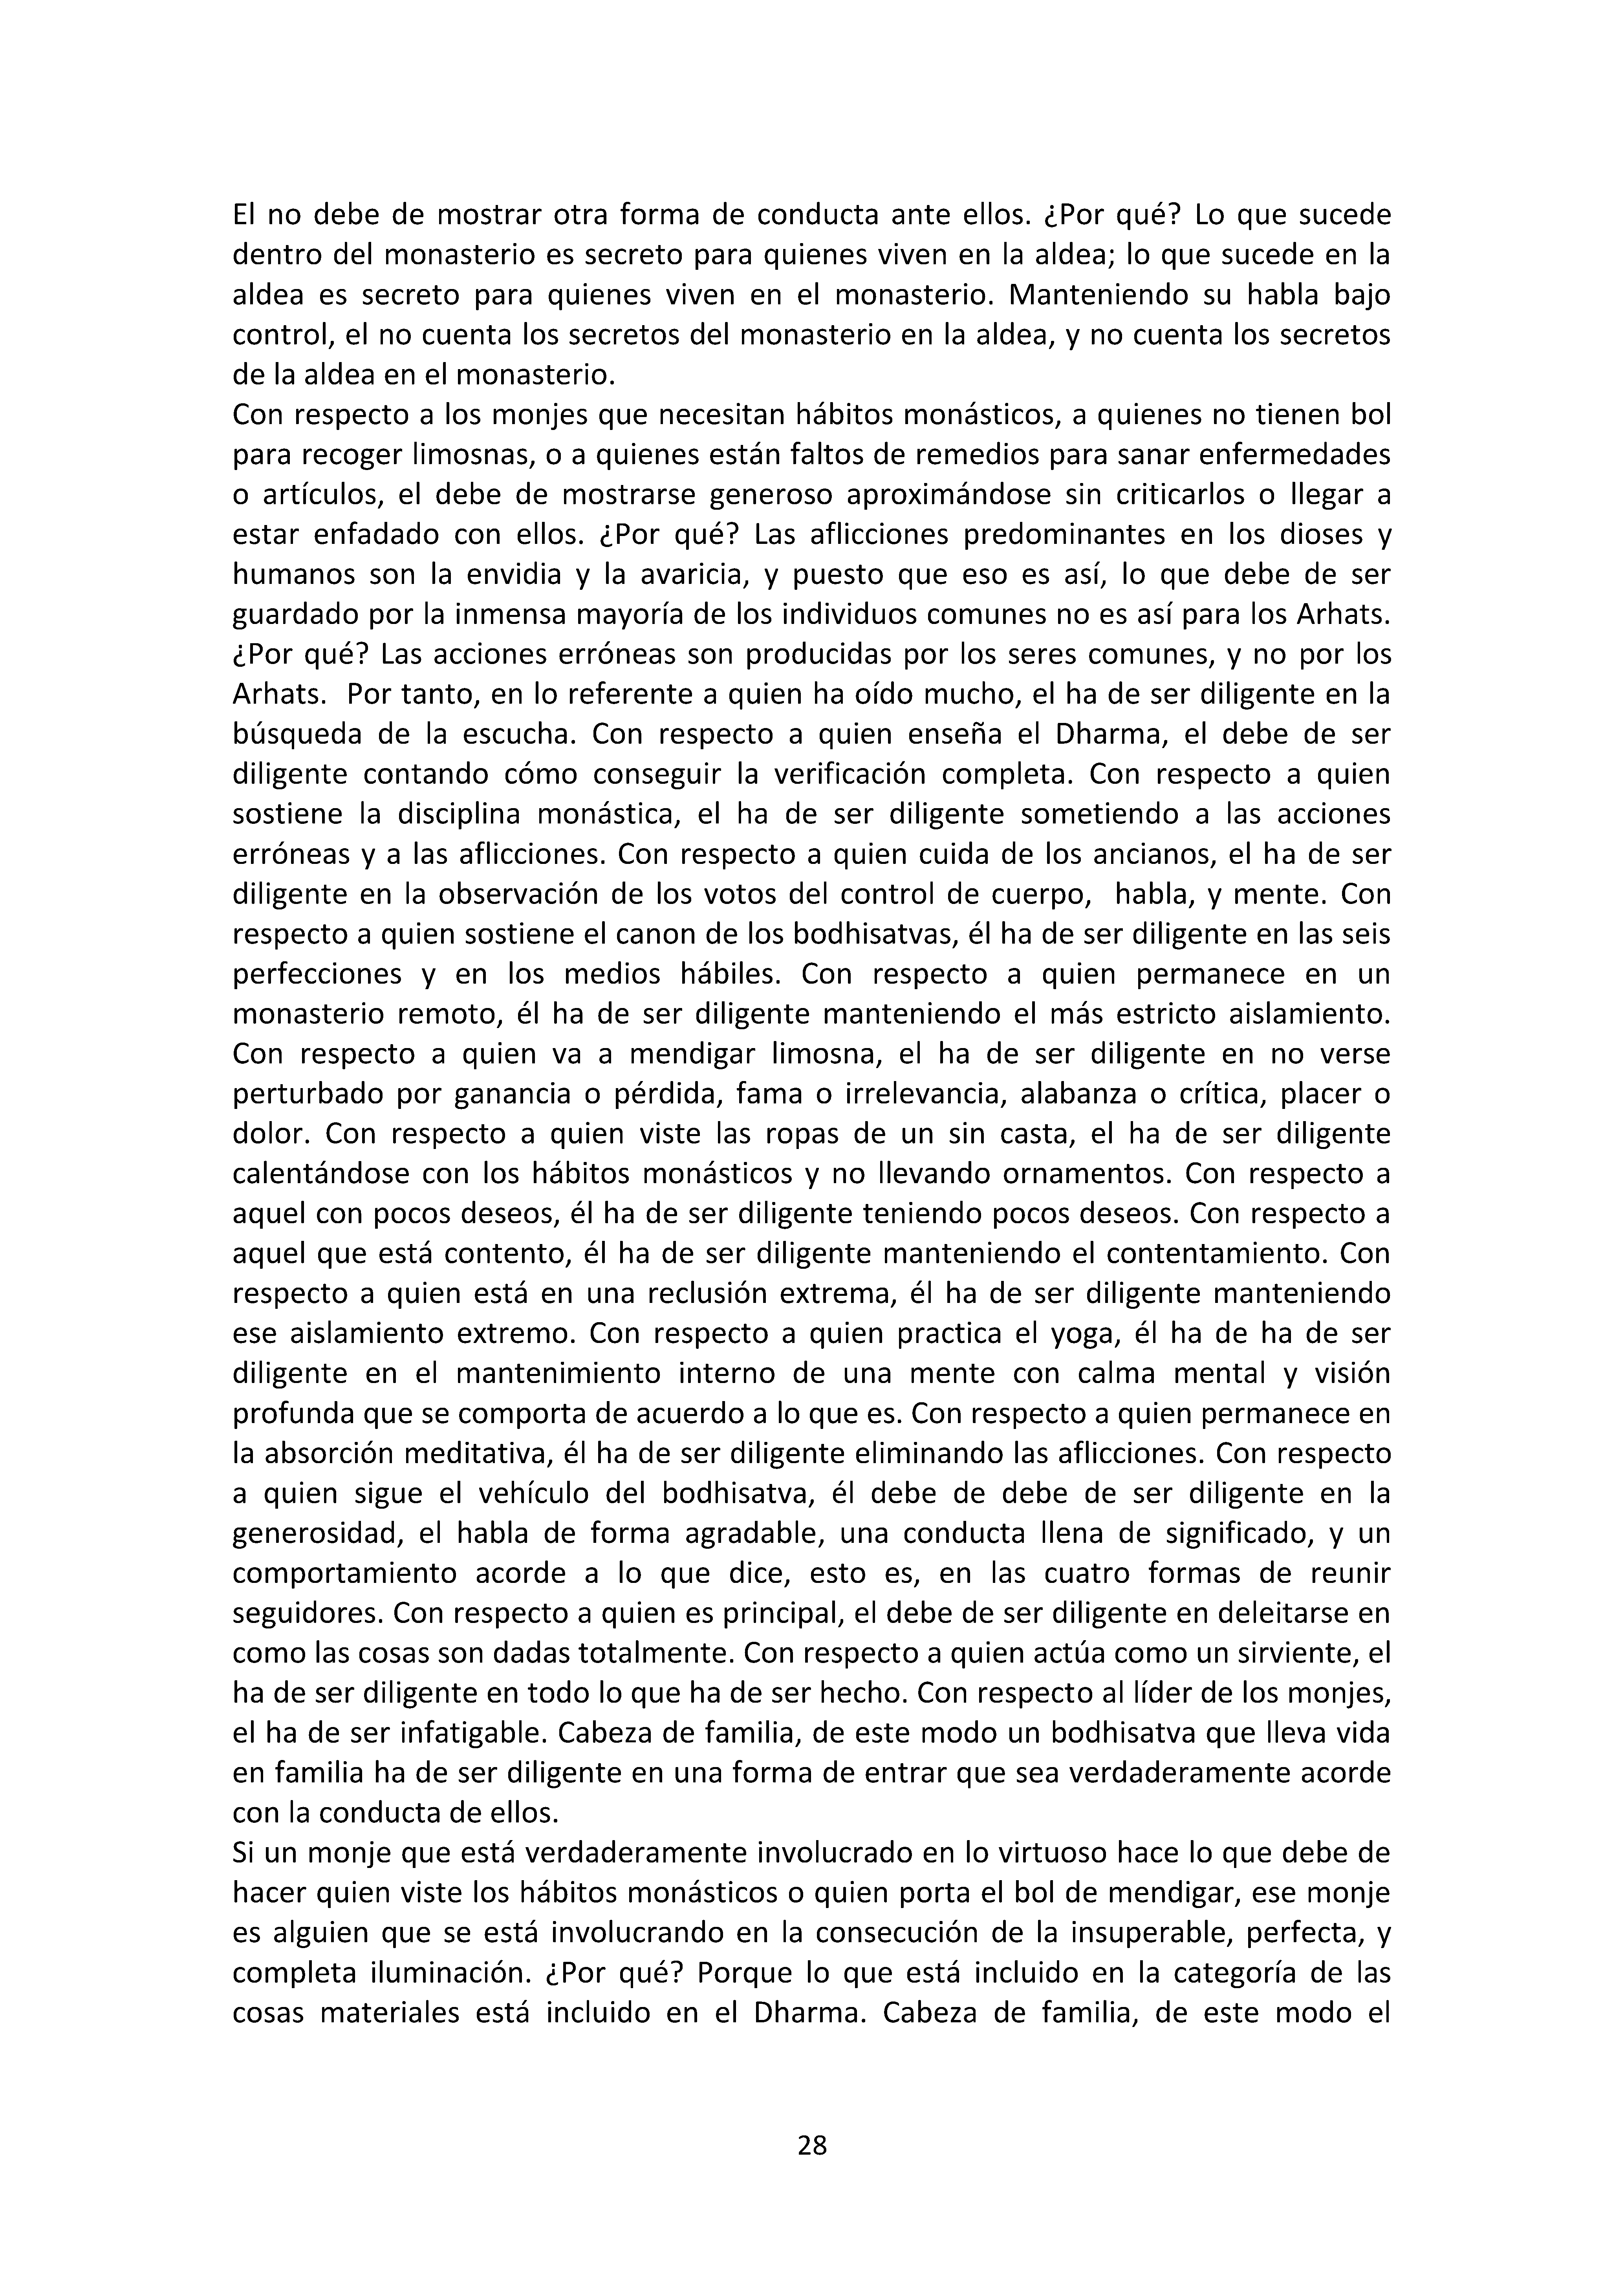 El no debe de mostrar otra forma de conducta ante ellos. ¿Por qué? Lo que sucede
dentro del monasterio es secreto para quienes viven en la aldea; lo que sucede en la
aldea es secreto para quienes viven en el monasterio. Manteniendo su habla bajo
control, el no cuenta los secretos del monasterio en la aldea, y no cuenta los secretos
de la aldea en el monasterio.
Con respecto a los monjes que necesitan hábitos monásticos, a quienes no tienen bol
para recoger limosnas, o a quienes están faltos de remedios para sanar enfermedades
o artículos, el debe de mostrarse generoso aproximándose sin criticarlos o llegar a
estar enfadado con ellos. ¿Por qué? Las aflicciones predominantes en los dioses y
humanos son la envidia y la avaricia, y puesto que eso es así, lo que debe de ser
guardado por la inmensa mayoría de los individuos comunes no es así para los Arhats.
¿Por qué? Las acciones erróneas son producidas por los seres comunes, y no por los
Arhats.  Por tanto, en lo referente a quien ha oído mucho, el ha de ser diligente en la
búsqueda de la escucha. Con respecto a quien enseña el Dharma, el debe de ser
diligente contando cómo conseguir la verificación completa. Con respecto a quien
sostiene la disciplina monástica, el ha de ser diligente sometiendo a las acciones
erróneas y a las aflicciones. Con respecto a quien cuida de los ancianos, el ha de ser
diligente en la observación de los votos del control de cuerpo,  habla, y mente. Con
respecto a quien sostiene el canon de los bodhisatvas, él ha de ser diligente en las seis
perfecciones y en los medios hábiles. Con respecto a quien permanece en un
monasterio remoto, él ha de ser diligente manteniendo el más estricto aislamiento.
Con respecto a quien va a mendigar limosna, el ha de ser diligente en no verse
perturbado por ganancia o pérdida, fama o irrelevancia, alabanza o crítica, placer o
dolor. Con respecto a quien viste las ropas de un sin casta, el ha de ser diligente
calentándose con los hábitos monásticos y no llevando ornamentos. Con respecto a
aquel con pocos deseos, él ha de ser diligente teniendo pocos deseos. Con respecto a
aquel que está contento, él ha de ser diligente manteniendo el contentamiento. Con
respecto a quien está en una reclusión extrema, él ha de ser diligente manteniendo
ese aislamiento extremo. Con respecto a quien practica el yoga, él ha de ha de ser
diligente en el mantenimiento interno de una mente con calma mental y visión
profunda que se comporta de acuerdo a lo que es. Con respecto a quien permanece en
la absorción meditativa, él ha de ser diligente eliminando las aflicciones. Con respecto
a quien sigue el vehículo del bodhisatva, él debe de debe de ser diligente en la
generosidad, el habla de forma agradable, una conducta llena de significado, y un
comportamiento acorde a lo que dice, esto es, en las cuatro formas de reunir
seguidores. Con respecto a quien es principal, el debe de ser diligente en deleitarse en
como las cosas son dadas totalmente. Con respecto a quien actúa como un sirviente, el
ha de ser diligente en todo lo que ha de ser hecho. Con respecto al líder de los monjes,
el ha de ser infatigable. Cabeza de familia, de este modo un bodhisatva que lleva vida
en familia ha de ser diligente en una forma de entrar que sea verdaderamente acorde
con la conducta de ellos.
Si un monje que está verdaderamente involucrado en lo virtuoso hace lo que debe de
hacer quien viste los hábitos monásticos o quien porta el bol de mendigar, ese monje
es alguien que se está involucrando en la consecución de la insuperable, perfecta, y
completa iluminación. ¿Por qué? Porque lo que está incluido en la categoría de las
cosas materiales está incluido en el Dharma. Cabeza de familia, de este modo el
28